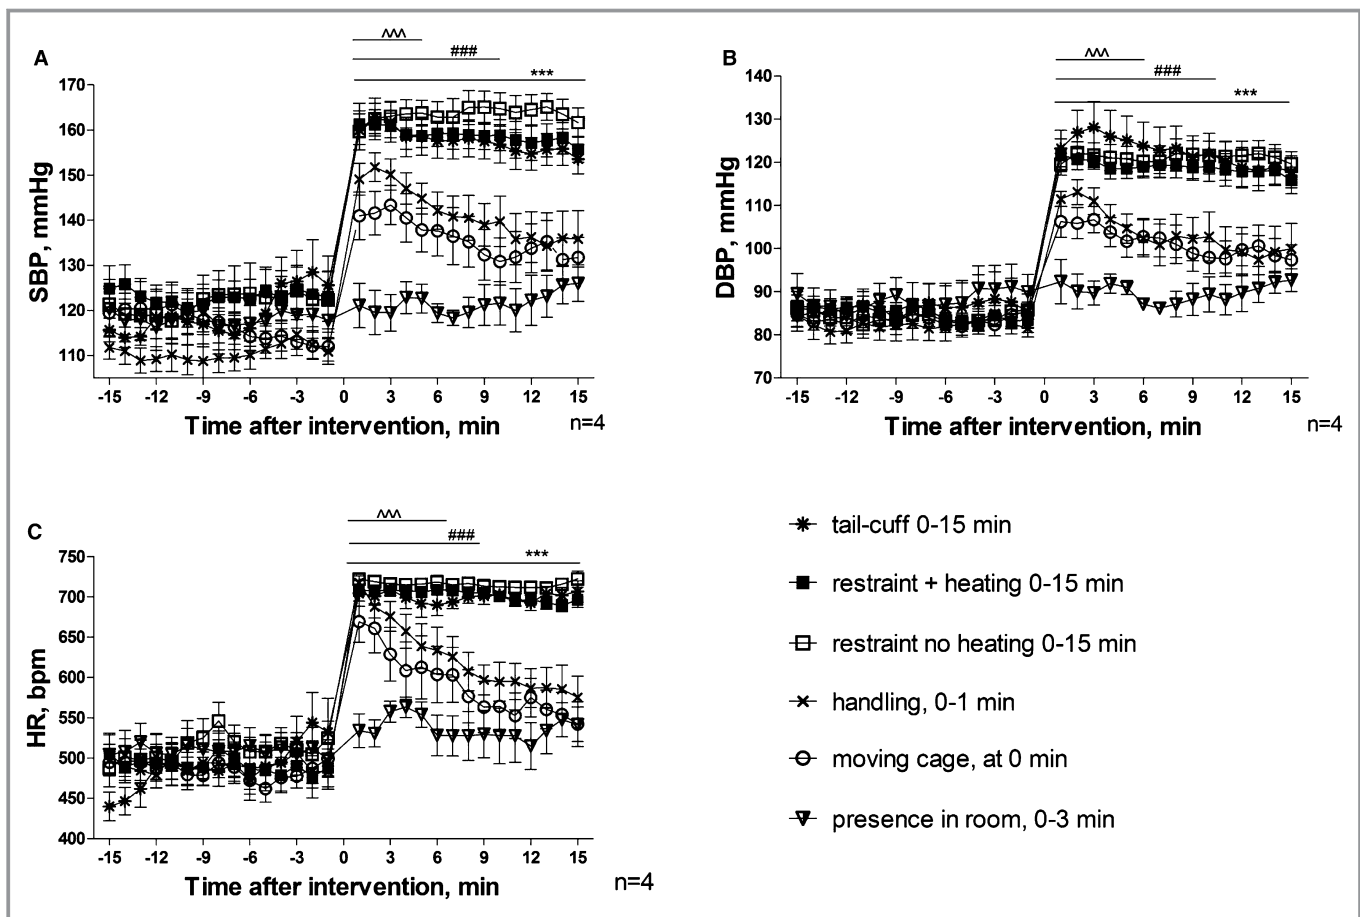 A
^^^
###
***
SBP, mmHg
170
160
150
140
130
120
110
-15 -12 -9 -6 -3 0 3 6 9 12 15
Time after intervention, min
n=4
B
^^^
###
***
DBP, mmHg
140
130
120
110
100
90
80
70
-15 -12 -9 -6 -3 0 3 6 9 12 15
Time after intervention, min
n=4
C
^^^
###
***
HR, bpm
750
700
650
600
550
500
450
400
-15 -12 -9 -6 -3 0 3 6 9 12 15
Time after intervention, min
n=4
tail-cuff 0-15 min
restraint + heating 0-15 min
restraint no heating 0-15 min
handling, 0-1 min
moving cage, at 0 min
presence in room, 0-3 min